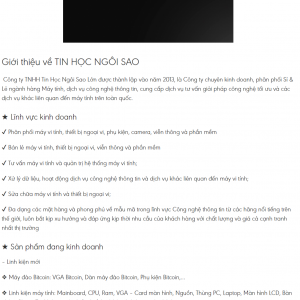 Giới thiệu về TIN HỌC NGÔI SAO
Công ty TNHH Tin Học Ngôi Sao Lớn được thành lập vào năm 2013, là Công ty chuyên kinh doanh, phân phối Sỉ &
Lẻ ngành hàng Máy tính, dịch vụ công nghệ thông tin, cung cấp dịch vụ tư vấn giải pháp công nghệ tối ưu và các
dịch vụ khác liên quan đến máy tính trên toàn quốc.
★ Lĩnh vực kinh doanh
✓ Phân phối máy vi tính, thiết bị ngoại vi, phụ kiện, camera, viễn thông và phần mềm
✓ Bán lẻ máy vi tính, thiết bị ngoại vi, viễn thông và phần mềm
✓ Tư vấn máy vi tính và quản trị hệ thống máy vi tính;
✓ Xử lý dữ liệu, hoạt động dịch vụ công nghệ thông tin và dịch vụ khác liên quan đến máy vi tính;
✓ Sửa chữa máy vi tính và thiết bị ngoại vi;
✓ Đa dạng các mặt hàng và phong phú về mẫu mã trong lĩnh vực Công nghệ thông tin từ các hãng nổi tiếng trên
thế giới, luôn bắt kịp xu hướng và đáp ứng kịp thời nhu cầu của khách hàng với chất lượng và giá cả cạnh tranh
nhất thị trường
★ Sản phẩm đang kinh doanh
– Linh kiện mới
❖ Máy đào Bitcoin: VGA Bitcoin, Dàn máy đào Bitcoin, Phụ kiện Bitcoin,...
❖ Linh kiện máy tính: Mainboard, CPU, Ram, VGA – Card màn hình, Nguồn, Thùng PC, Laptop, Màn hình LCD, Bàn